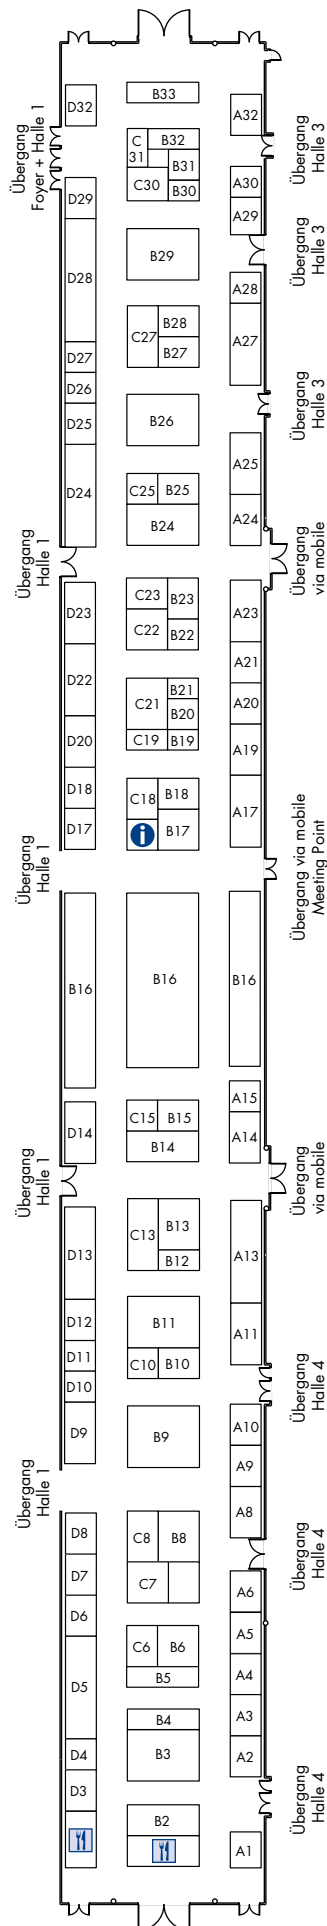 B33
D32
A32
Übergang
Foyer + Halle 1
C
31
B32
B31
C30
B30
Übergang
Halle 3
A30
D29
A29
B29
D28
Übergang
Halle 3
A28
B28
C27
B27
A27
D27
D26
D25
B26
Übergang
Halle 3
A25
D24
C25
B25
B24
A24
Übergang
Halle 1
Übergang
via mobile
C23
B23
D23
A23
C22
B22
A21
D22
B21
C21
B20
A20
D20
C19
B19
A19
D18
C18
B18
A17
D17
i
B17
Übergang
Halle 1
Übergang via mobile
Meeting Point
B16
B16
B16
A15
D14
C15
B15
A14
B14
Übergang
Halle 1
Übergang
via mobile
B13
C13
B12
D13
A13
D12
B11
A11
D11
C10
B10
D10
Übergang
Halle 4
D9
B9
A10
A9
Übergang
Halle 1
A8
D8
C8
B8
Übergang
Halle 4
D7
C7
A6
D6
A5
C6
B6
B5
A4
D5
A3
B4
B3
A2
D4
D3
Übergang
Halle 4
B2
A1